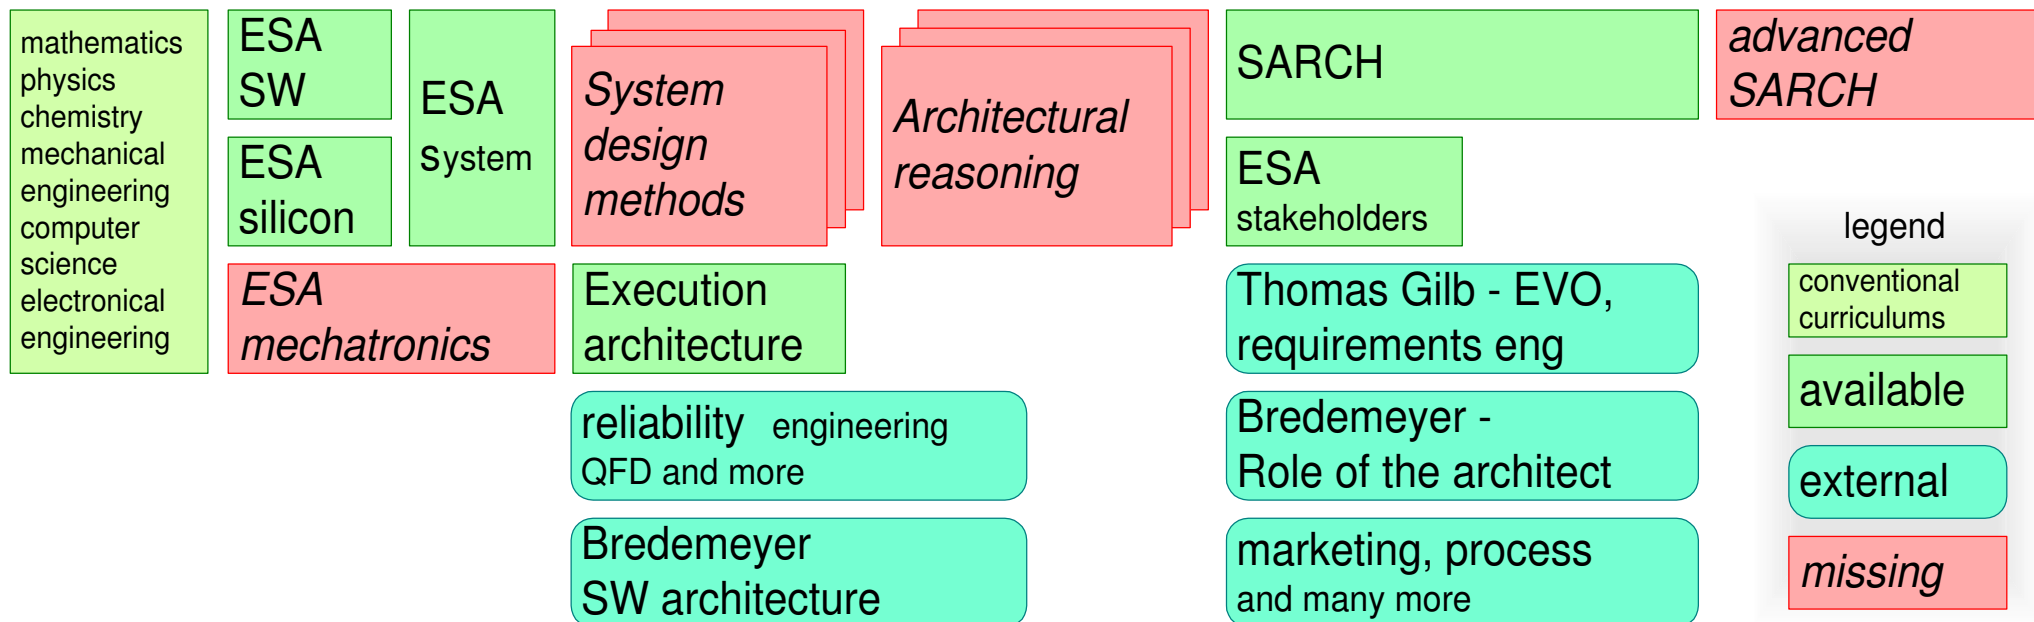 mathematics
physics
chemistry
mechanical
engineering
computer
science
electronical
engineering
ESA
SW
ESA
silicon
ESA
system
ESA
mechatronics
System
design
methods
Architectural
reasoning
Execution
architecture
reliability engineering
QFD and more
Bredemeyer
SW architecture
SARCH
ESA
stakeholders
Thomas Gilb - EVO,
requirements eng
Bredemeyer -
Role of the architect
marketing, process
and many more
advanced
SARCH
legend
conventional
curriculums
available
external
missing